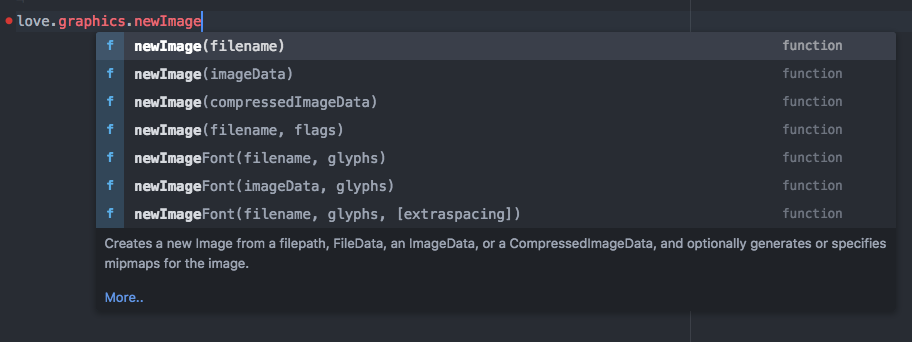 love.graphics.newImage
f newImage(filename) function
f newImage(imageData) function
f newImage(compressedImageData) function
f newImage(filename, flags) function
f newImageFont(filename, glyphs) function
f newImageFont(imageData, glyphs) function
f newImageFont(filename, glyphs, [extraspacing]) function
Creates a new Image from a filepath, FileData, an ImageData, or a CompressedImageData, and optionally generates or specifies
mipmaps for the image.
More..